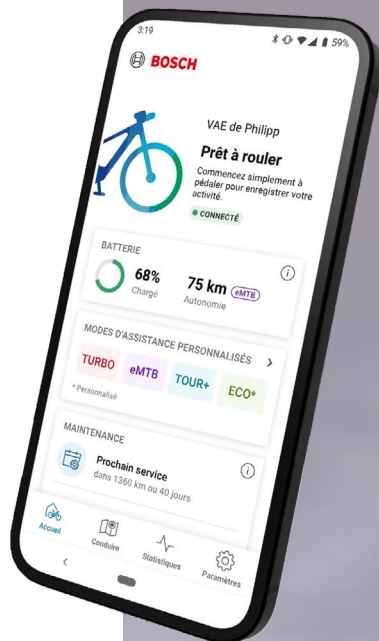 3:19
59%
BOSCH
VAE de Philipp
Prêt à rouler
Commencez simplement à
pédaler pour enregistrer votre
activité.
CONNECTÉ
BATTERIE
68%
Chargé
75 km eMTB
Autonomie
MODES D'ASSISTANCE PERSONNALISÉS
TURBO
eMTB
TOUR+
ECO*
* Personnalisé
MAINTENANCE
Prochain service
dans 1360 km ou 40 jours
Accueil
Conduire
Statistiques
Paramètres